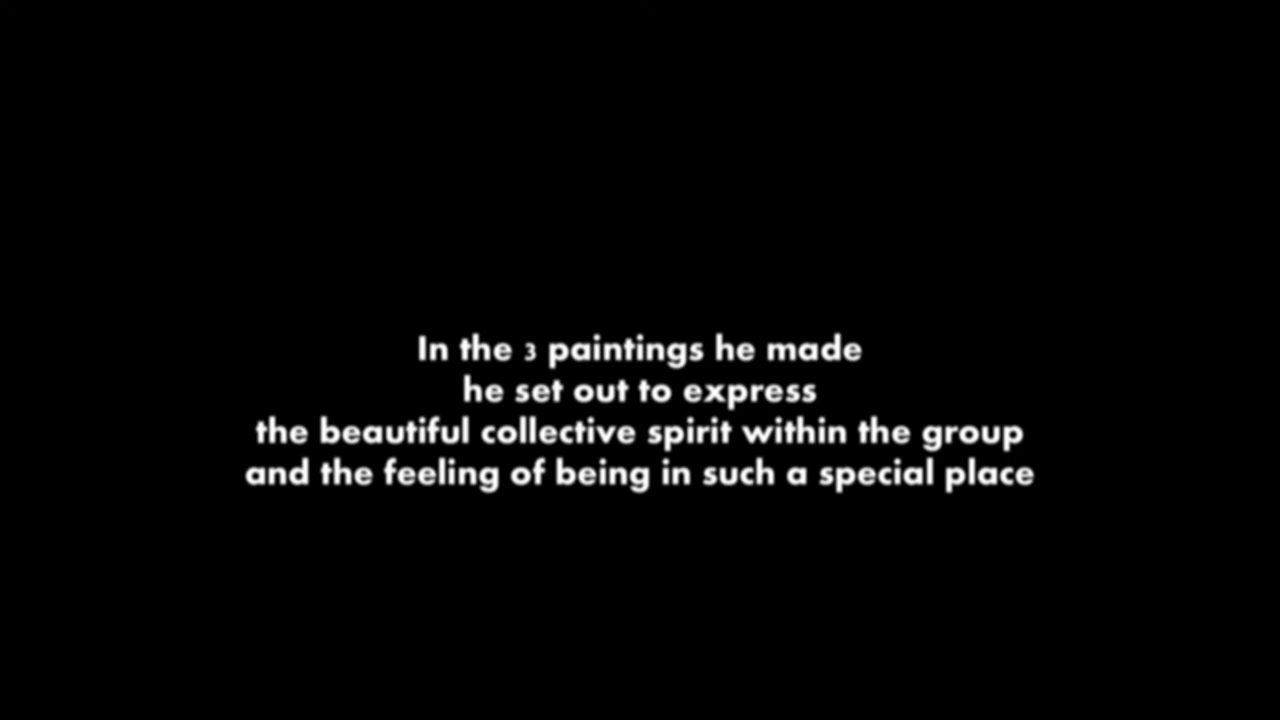 In the 3 paintings he made
he set out to express
the beautiful collective spirit within the group
and the feeling of being in such a special place